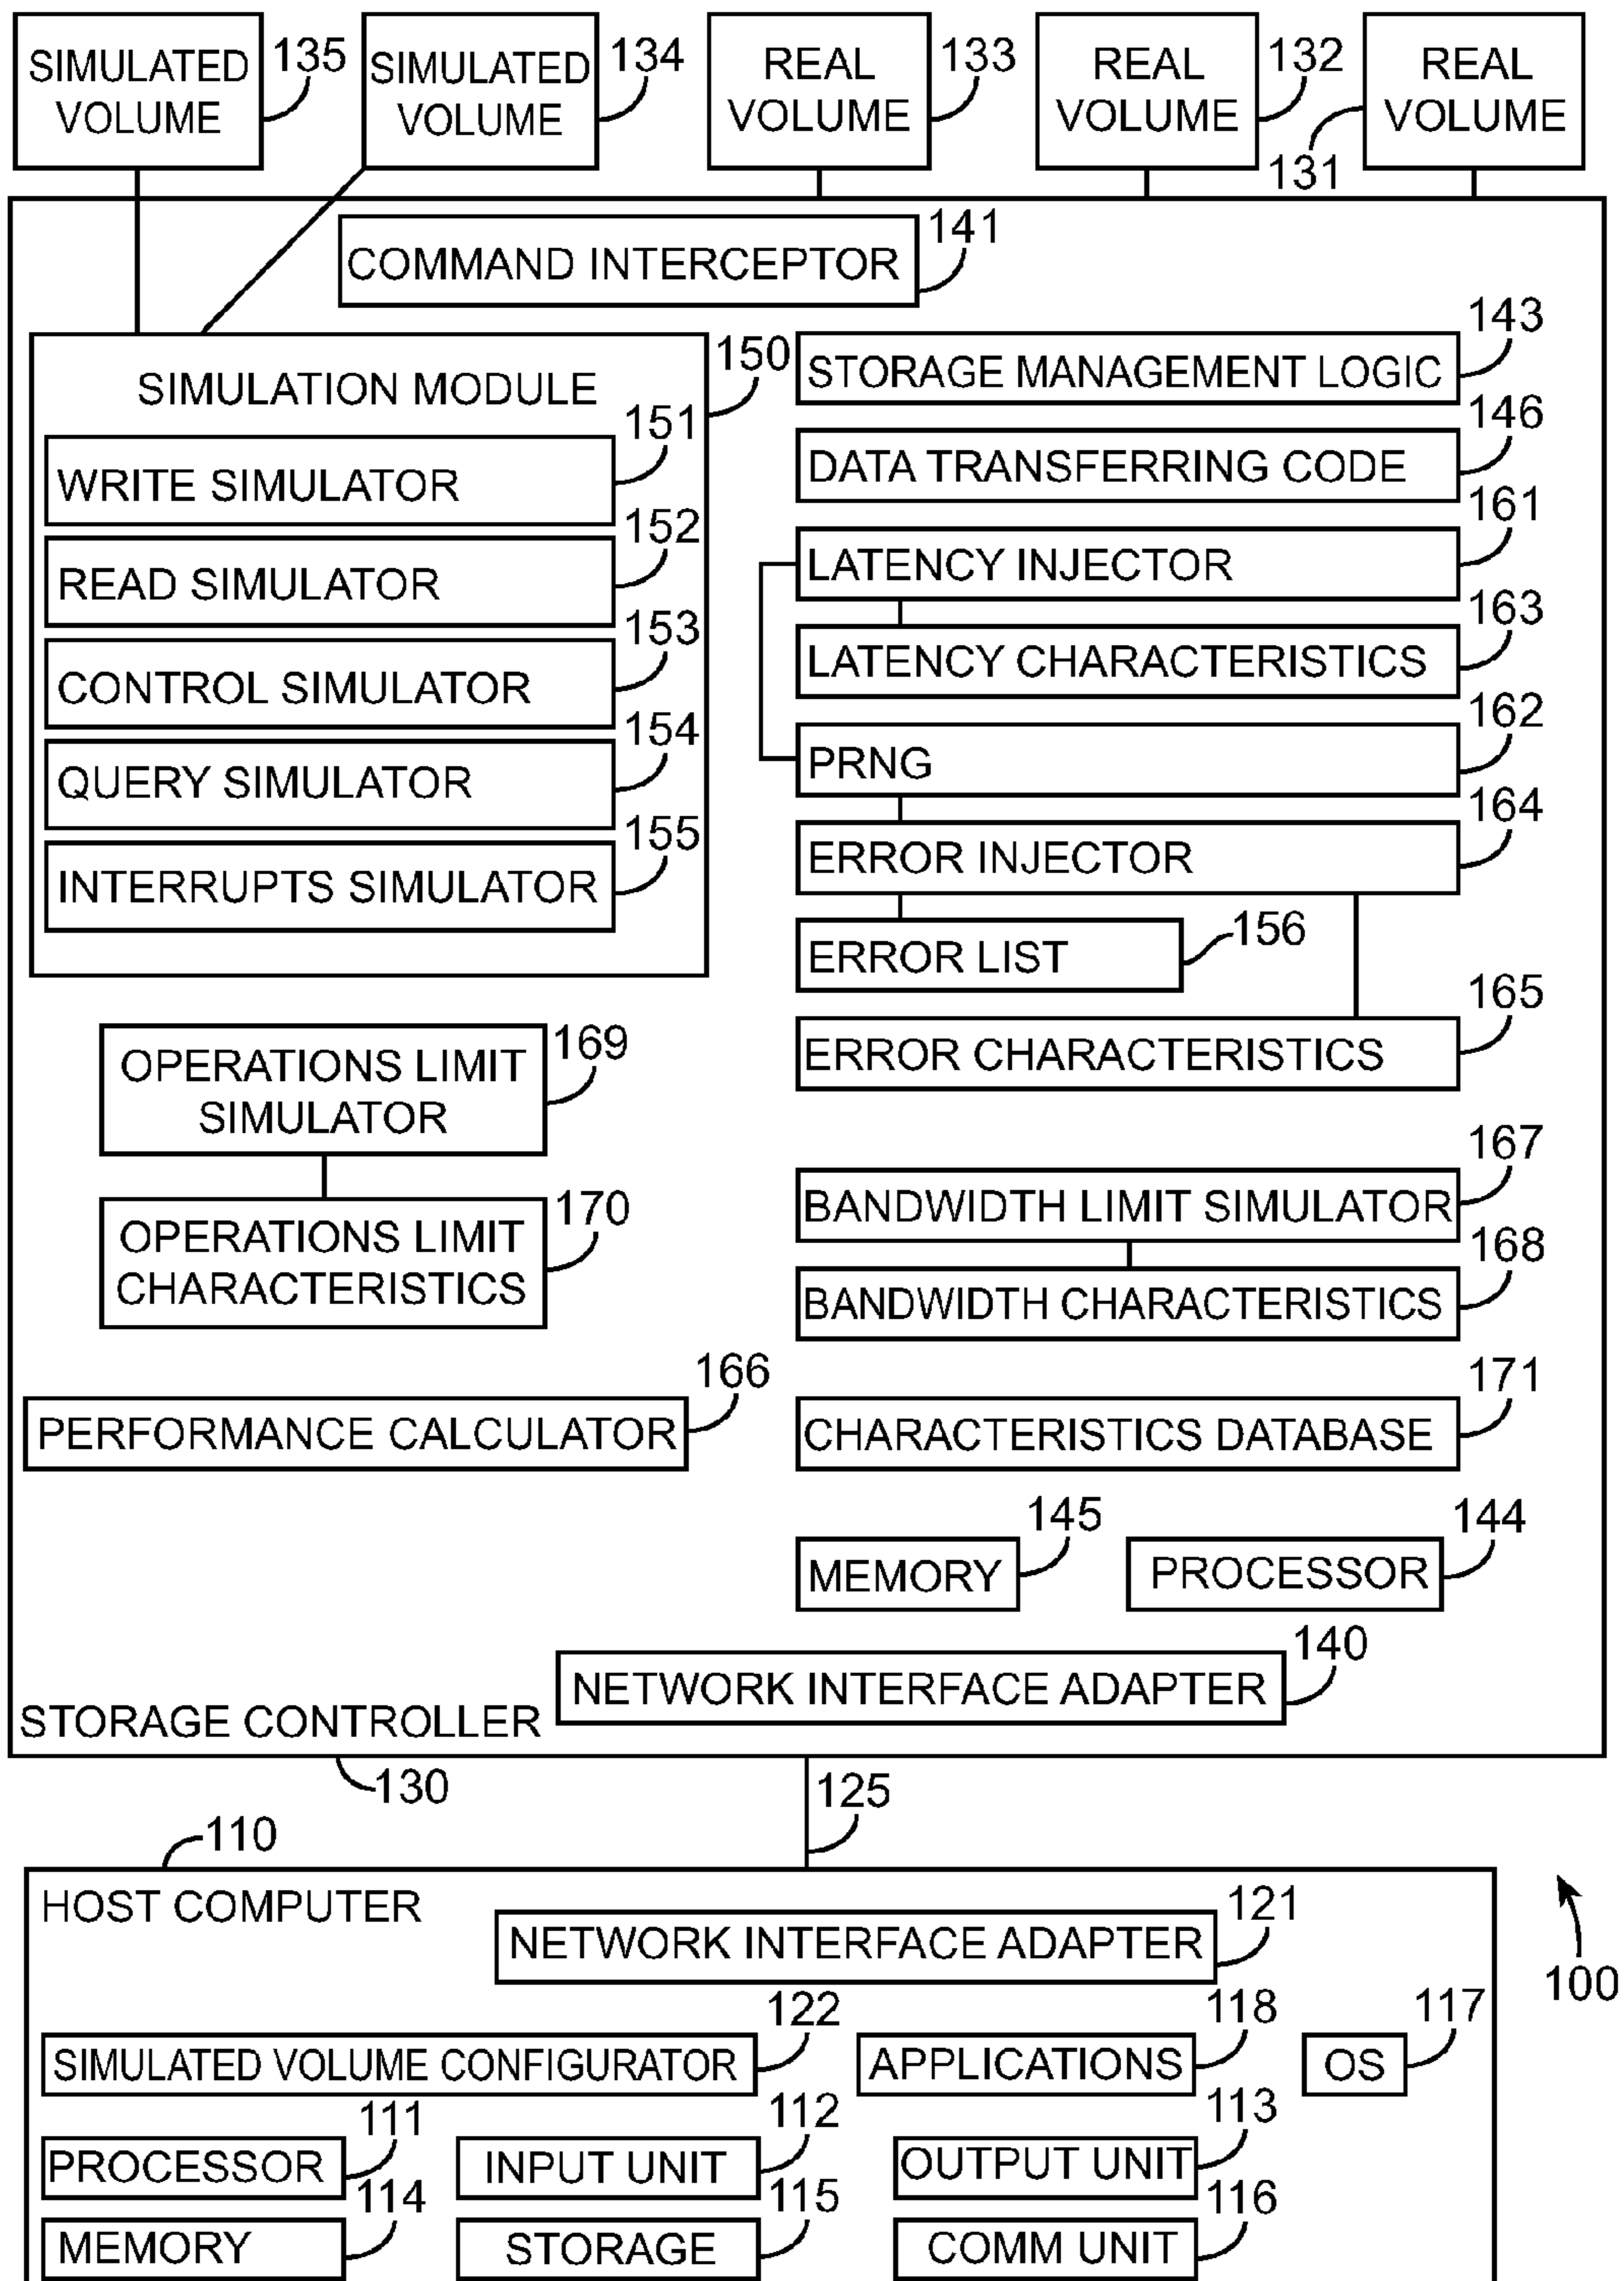 SIMULATED
VOLUME
135
SIMULATED
VOLUME
134
REAL
VOLUME
133
REAL
VOLUME
132
REAL
VOLUME
131
COMMAND INTERCEPTOR
141
SIMULATION MODULE
150
WRITE SIMULATOR
151
READ SIMULATOR
152
CONTROL SIMULATOR
153
QUERY SIMULATOR
154
INTERRUPTS SIMULATOR
155
STORAGE MANAGEMENT LOGIC
143
DATA TRANSFERRING CODE
146
LATENCY INJECTOR
161
LATENCY CHARACTERISTICS
163
PRNG
162
ERROR INJECTOR
164
ERROR LIST
156
ERROR CHARACTERISTICS
165
OPERATIONS LIMIT
SIMULATOR
169
OPERATIONS LIMIT
CHARACTERISTICS
170
BANDWIDTH LIMIT SIMULATOR
167
BANDWIDTH CHARACTERISTICS
168
PERFORMANCE CALCULATOR
166
CHARACTERISTICS DATABASE
171
MEMORY
145
PROCESSOR
144
NETWORK INTERFACE ADAPTER
140
STORAGE CONTROLLER
130
125
110
HOST COMPUTER
NETWORK INTERFACE ADAPTER
121
100
SIMULATED VOLUME CONFIGURATOR
122
APPLICATIONS
118
OS
117
PROCESSOR
111
INPUT UNIT
112
OUTPUT UNIT
113
MEMORY
114
STORAGE
115
COMM UNIT
116